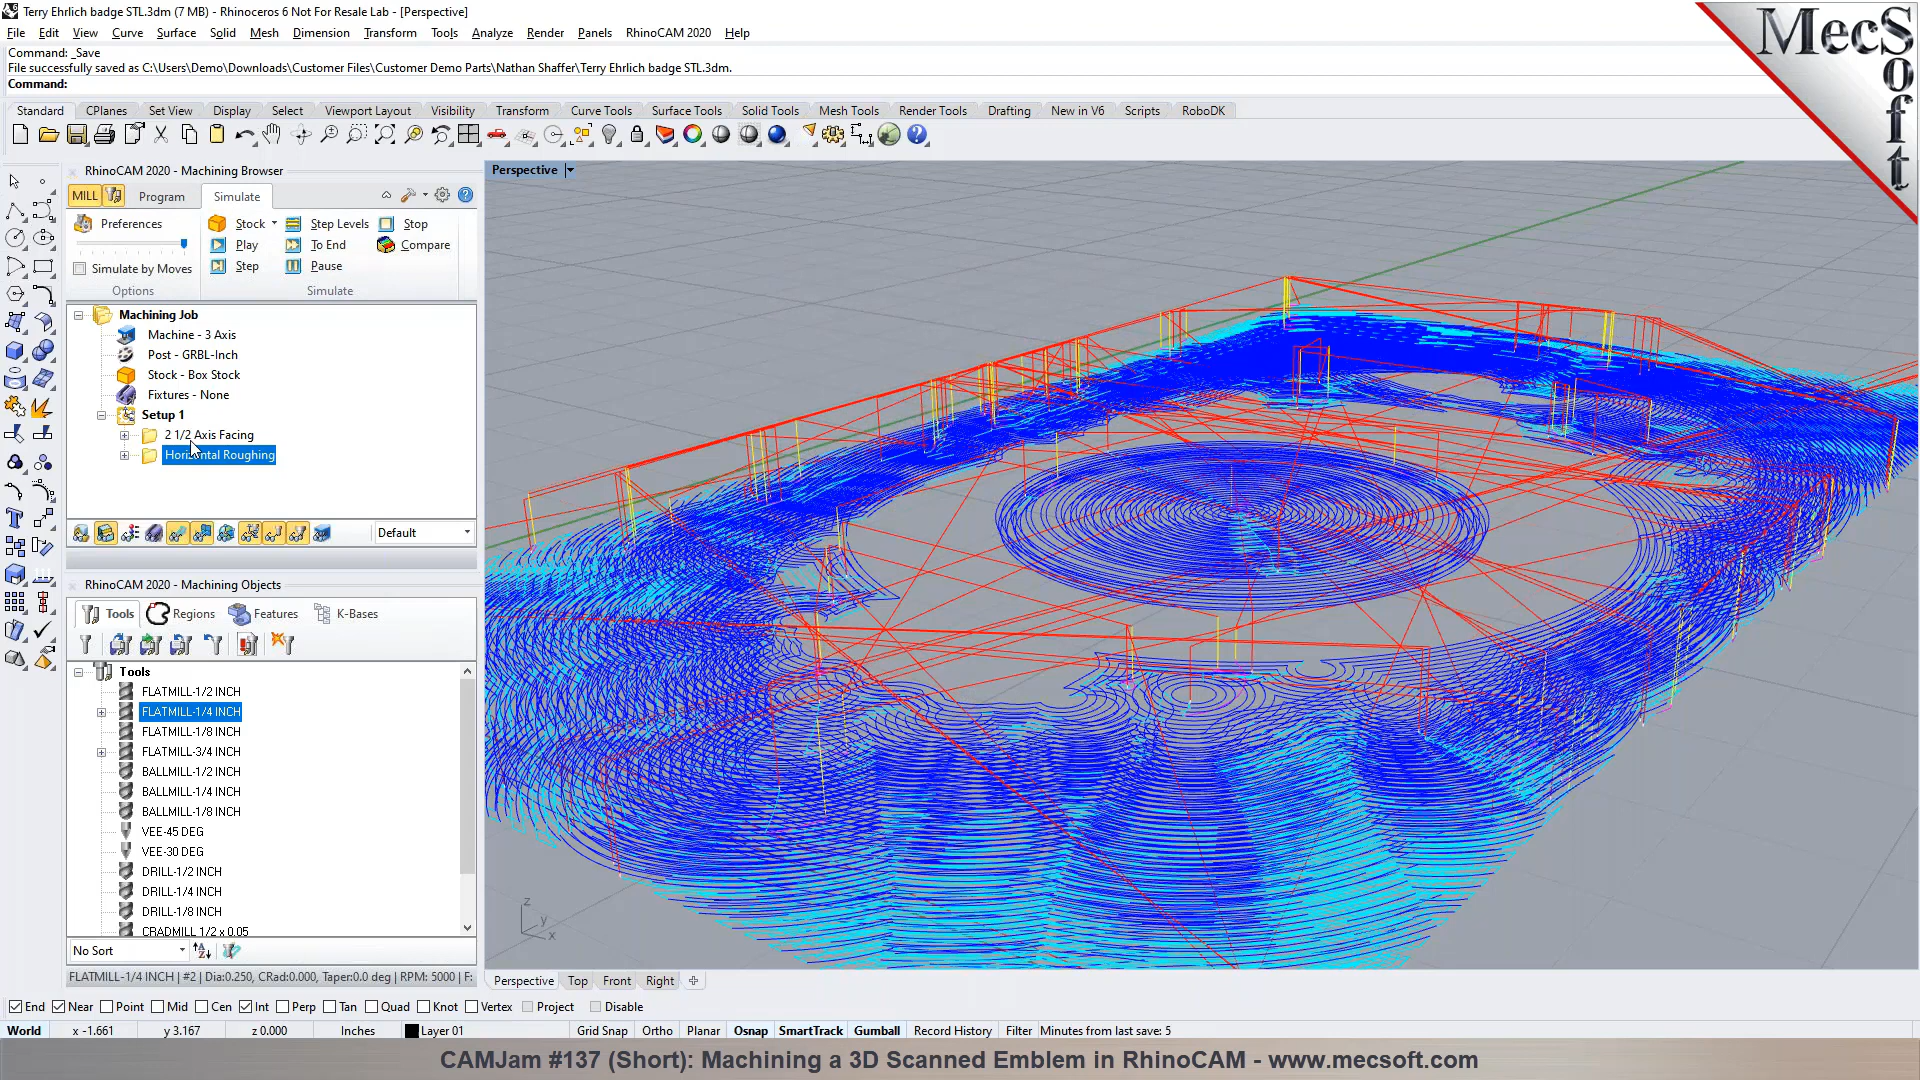 Terry Ehrlich badge STL.3dm (7 MB) - Rhinoceros 6 Not For Resale Lab - [Perspective]
File Edit View Curve Surface Solid Mesh Dimension Transform Tools Analyze Render Panels RhinoCAM 2020 Help
Command: _Save
File successfully saved as C:\Users\Demo\Downloads\Customer Files\Customer Demo Parts\Nathan Shaffer\Terry Ehrlich badge STL.3dm.
Command:
Standard CPlanes Set View Display Select Viewport Layout Visibility Transform Curve Tools Surface Tools Solid Tools Mesh Tools Render Tools Drafting New in V6 Scripts RoboDK
MecSoft
RhinoCAM 2020 - Machining Browser
MILL Program Simulate
Preferences Stock Step Levels Stop
Play To End Compare
Simulate by Moves Step Pause
Options Simulate
Machining Job
Machine - 3 Axis
Post - GRBL-Inch
Stock - Box Stock
Fixtures - None
Setup 1
2 1/2 Axis Facing
Horizontal Roughing
Default
RhinoCAM 2020 - Machining Objects
Tools Regions Features K-Bases
Tools
FLATMILL-1/2 INCH
FLATMILL-1/4 INCH
FLATMILL-1/8 INCH
FLATMILL-3/4 INCH
BALLMILL-1/2 INCH
BALLMILL-1/4 INCH
BALLMILL-1/8 INCH
VEE-45 DEG
VEE-30 DEG
DRILL-1/2 INCH
DRILL-1/4 INCH
DRILL-1/8 INCH
CRADMILL 1/2 x 0.05
No Sort
FLATMILL-1/4 INCH | #2 | Dia:0.250, CRad:0.000, Taper:0.0 deg | RPM: 5000 | F:
Perspective
z
y
x
Perspective Top Front Right
End Near Point Mid Cen Int Perp Tan Quad Knot Vertex Project Disable
World x -1.661 y 3.167 z 0.000 Inches Layer 01 Grid Snap Ortho Planar Osnap SmartTrack Gumball Record History Filter Minutes from last save: 5
CAMJam #137 (Short): Machining a 3D Scanned Emblem in RhinoCAM - www.mecsoft.com